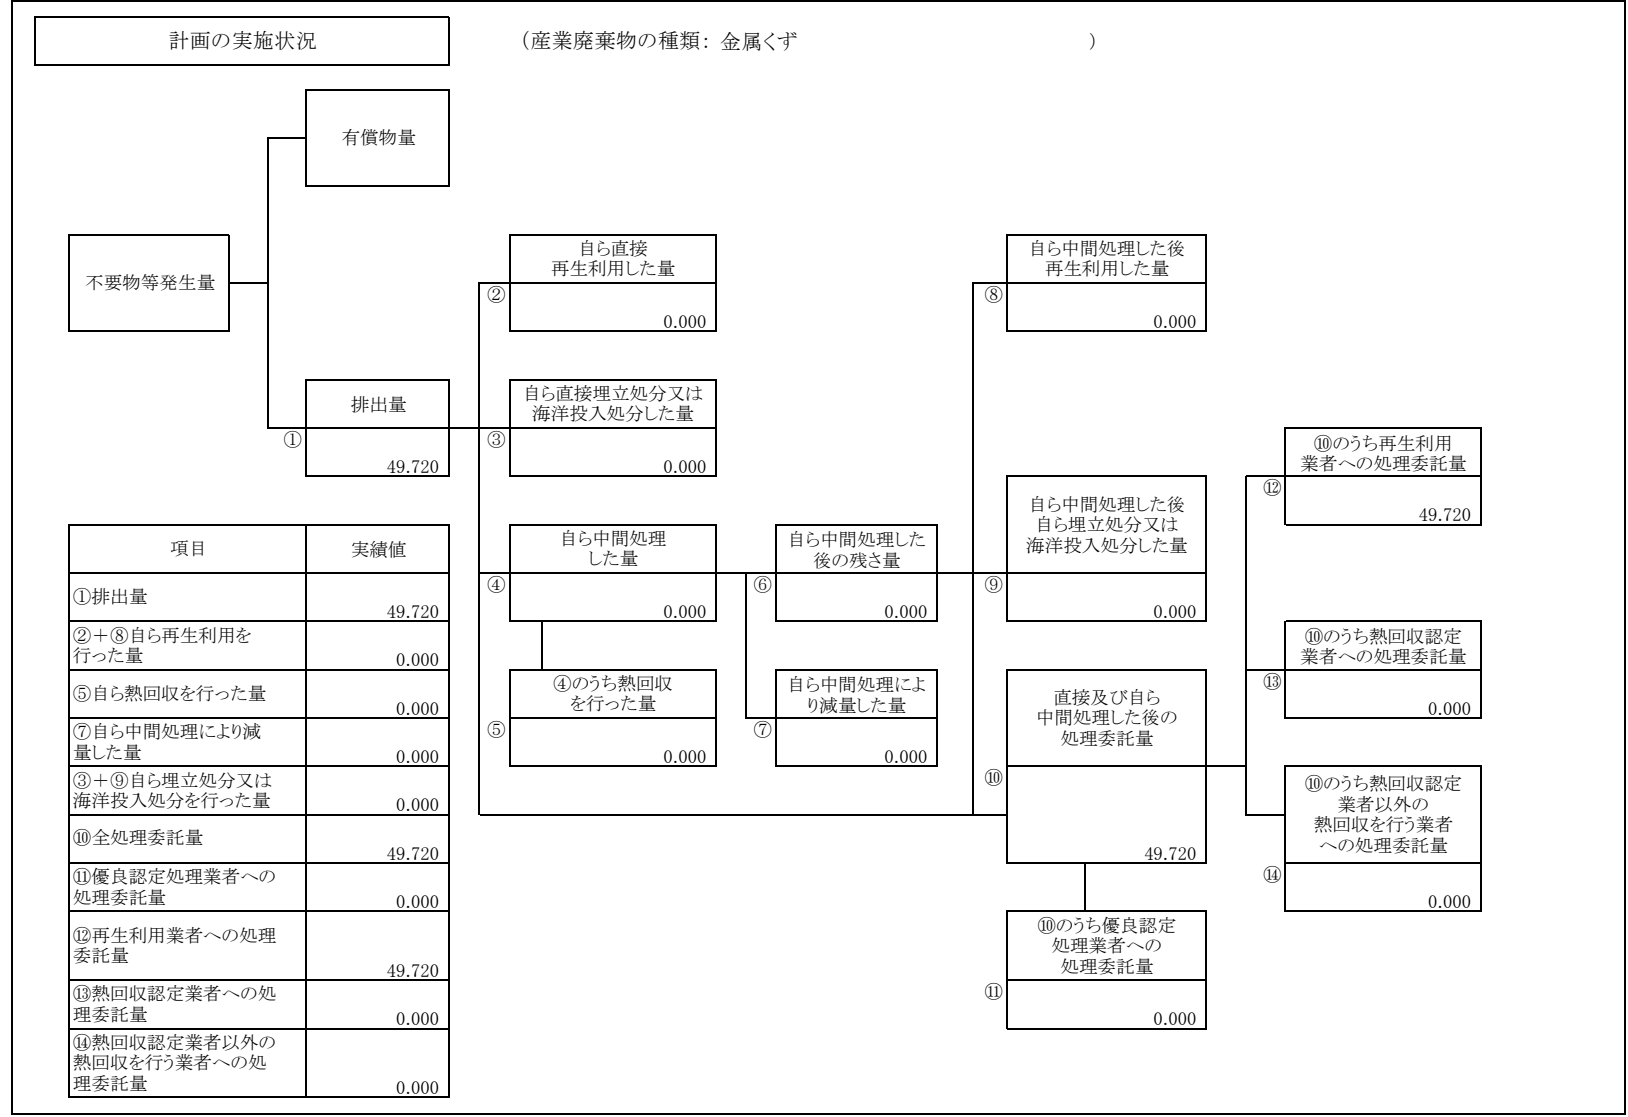 計画の実施状況
（産業廃棄物の種類：金属くず ）
有償物量
不要物等発生量
自ら直接
再生利用した量
②
0.000
自ら中間処理した後
再生利用した量
⑧
0.000
排出量
①
49.720
自ら直接埋立処分又は
海洋投入処分した量
③
0.000
⑩のうち再生利用
業者への処理委託量
⑫
49.720
自ら中間処理
した量
④
0.000
自ら中間処理した
後の残さ量
⑥
0.000
自ら中間処理した後
自ら埋立処分又は
海洋投入処分した量
⑨
0.000
⑩のうち熱回収認定
業者への処理委託量
⑬
0.000
④のうち熱回収
を行った量
⑤
0.000
自ら中間処理によ
り減量した量
⑦
0.000
直接及び自ら
中間処理した後の
処理委託量
⑩
49.720
⑩のうち熱回収認定
業者以外の
熱回収を行う業者
への処理委託量
⑭
0.000
⑩のうち優良認定
処理業者への
処理委託量
⑪
0.000
項目 実績値
①排出量
49.720
②＋⑧自ら再生利用を
行った量
0.000
⑤自ら熱回収を行った量
0.000
⑦自ら中間処理により減
量した量
0.000
③＋⑨自ら埋立処分又は
海洋投入処分を行った量
0.000
⑩全処理委託量
49.720
⑪優良認定処理業者への
処理委託量
0.000
⑫再生利用業者への処理
委託量
49.720
⑬熱回収認定業者への処
理委託量
0.000
⑭熱回収認定業者以外の
熱回収を行う業者への処
理委託量
0.000